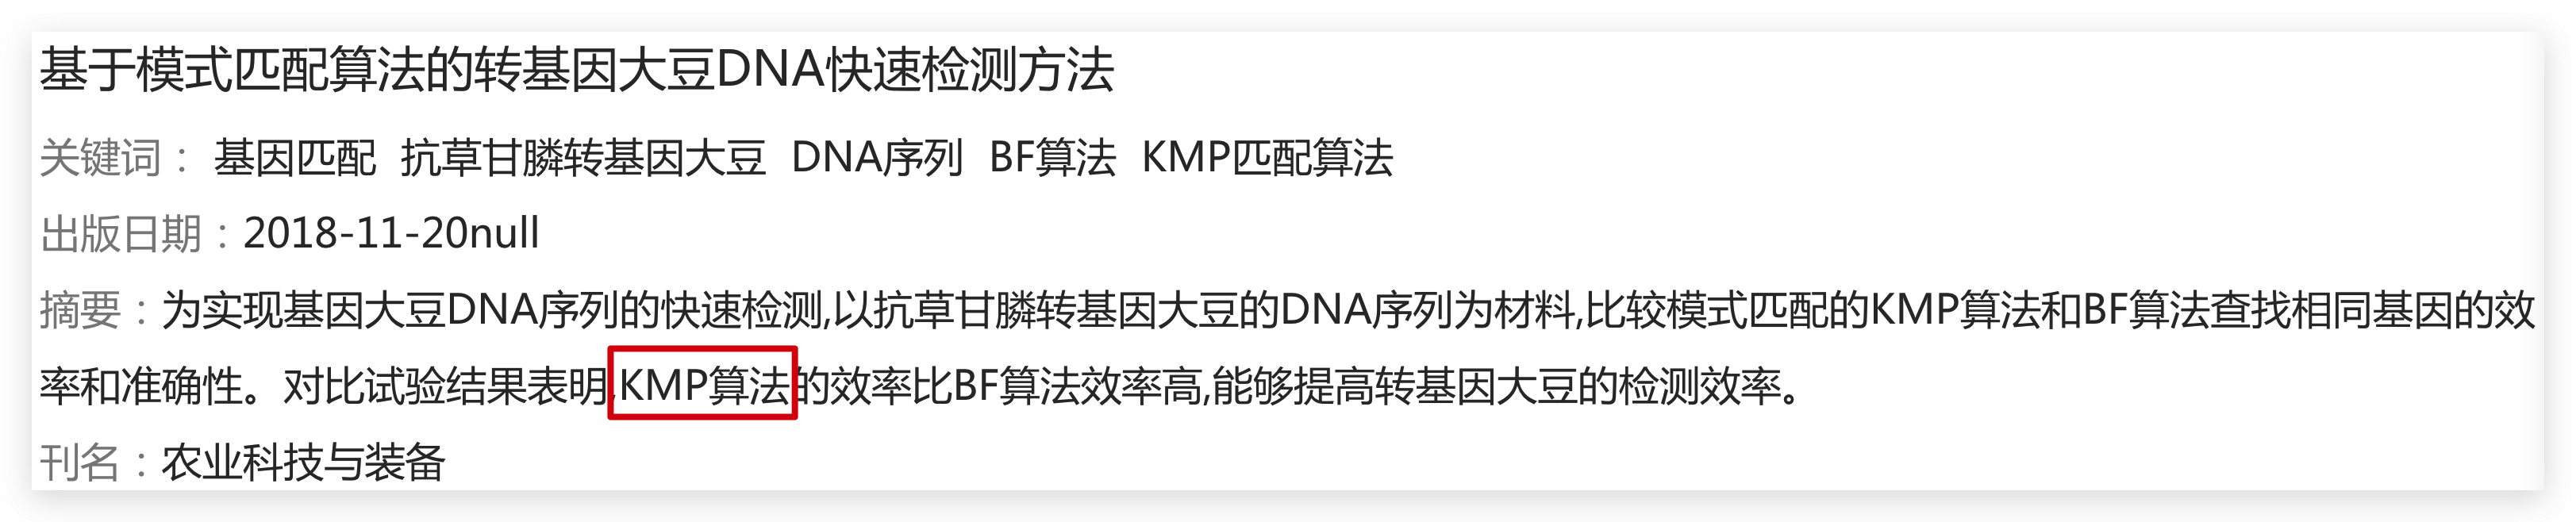 基于模式匹配算法的转基因大豆DNA快速检测方法
关键词： 基因匹配 抗草甘膦转基因大豆 DNA序列 BF算法 KMP匹配算法
出版日期：2018-11-20null
摘要：为实现基因大豆DNA序列的快速检测,以抗草甘膦转基因大豆的DNA序列为材料,比较模式匹配的KMP算法和BF算法查找相同基因的效
率和准确性。对比试验结果表明,KMP算法的效率比BF算法效率高,能够提高转基因大豆的检测效率。
刊名：农业科技与装备